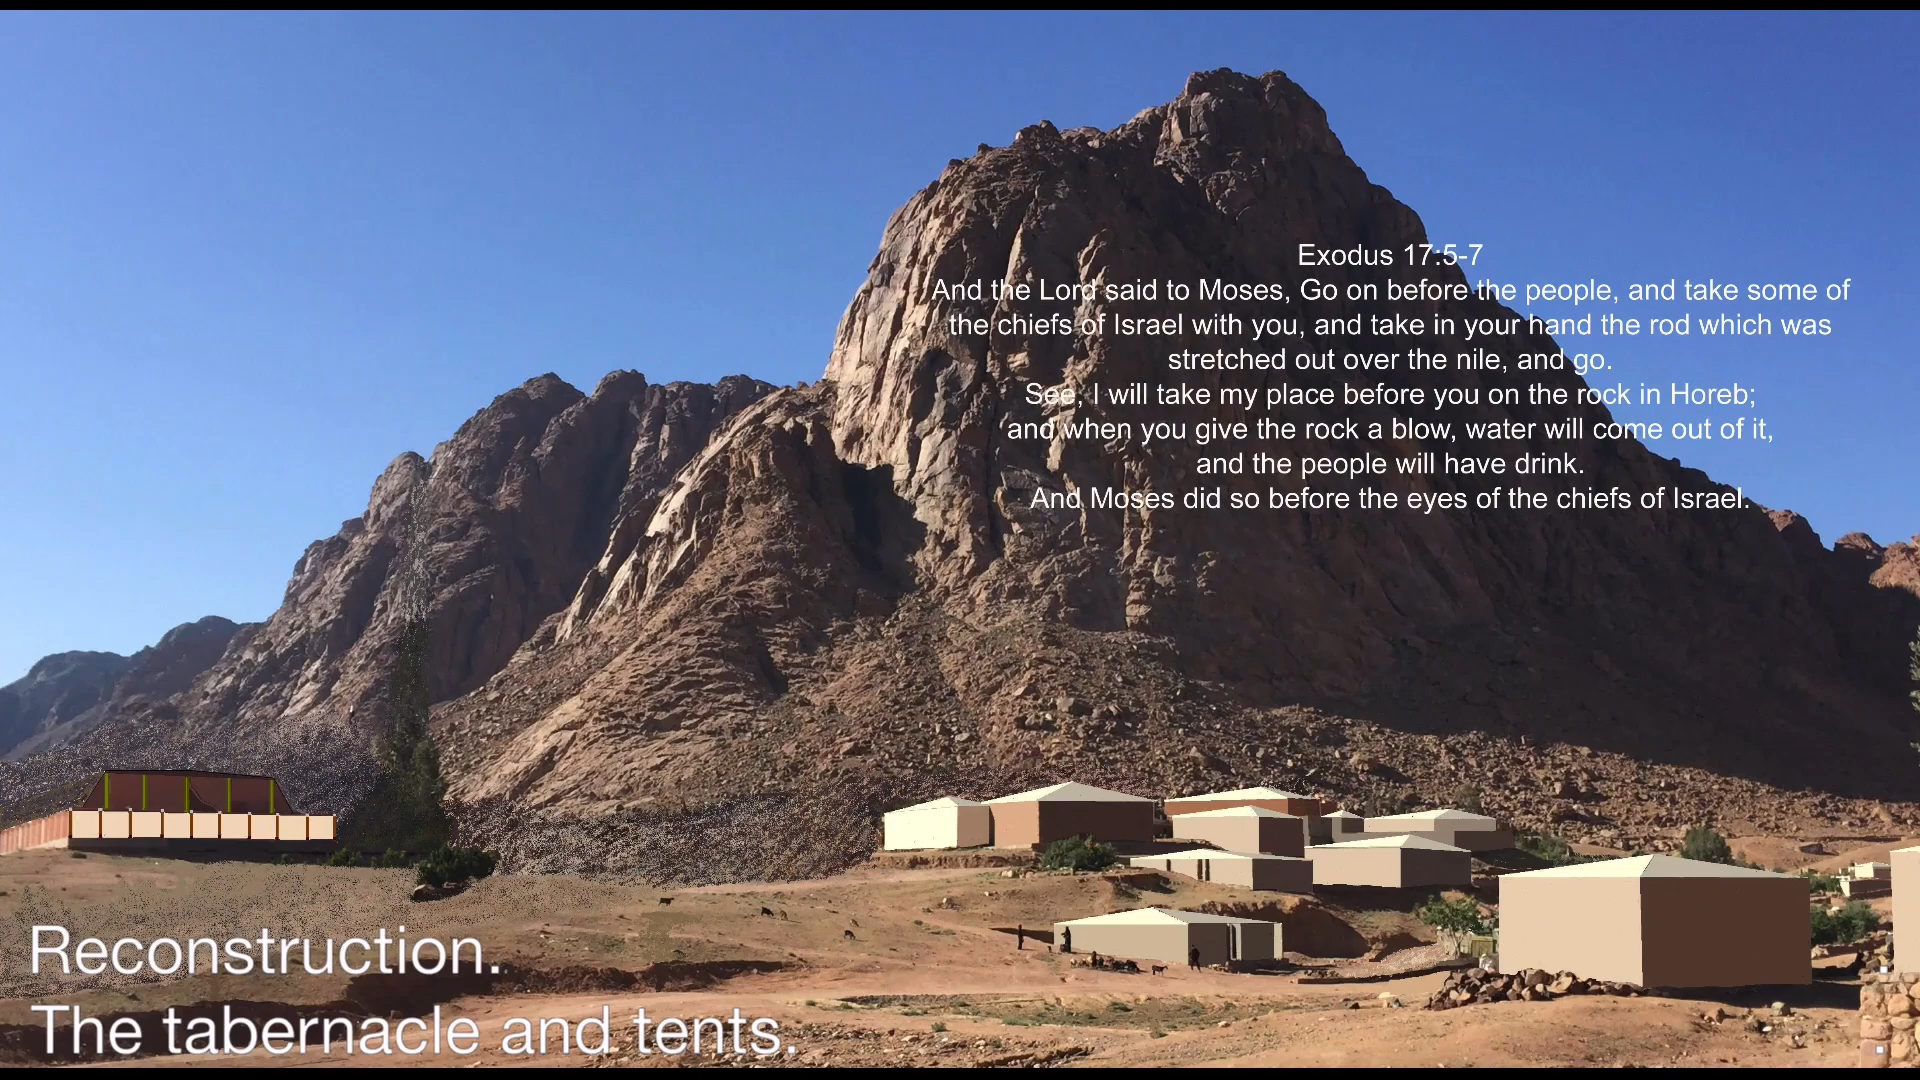 Exodus 17:5-7
And the Lord said to Moses, Go on before the people, and take some of
the chiefs of Israel with you, and take in your hand the rod which was
stretched out over the nile, and go.
See, I will take my place before you on the rock in Horeb;
and when you give the rock a blow, water will come out of it,
and the people will have drink.
And Moses did so before the eyes of the chiefs of Israel.
Reconstruction.
The tabernacle and tents.